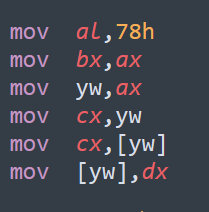 mov al,78h
mov bx,ax
mov yw,ax
mov cx,yw
mov cx,[yw]
mov [yw],dx